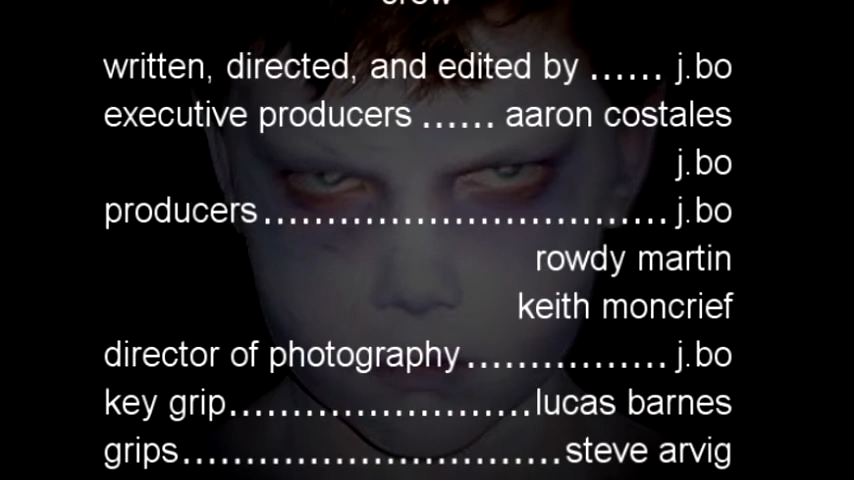 crew
written, directed, and edited by ...... j.bo
executive producers ...... aaron costales
j.bo
producers................................ j.bo
rowdy martin
keith moncrief
director of photography................ j.bo
key grip........................lucas barnes
grips..............................steve arvig